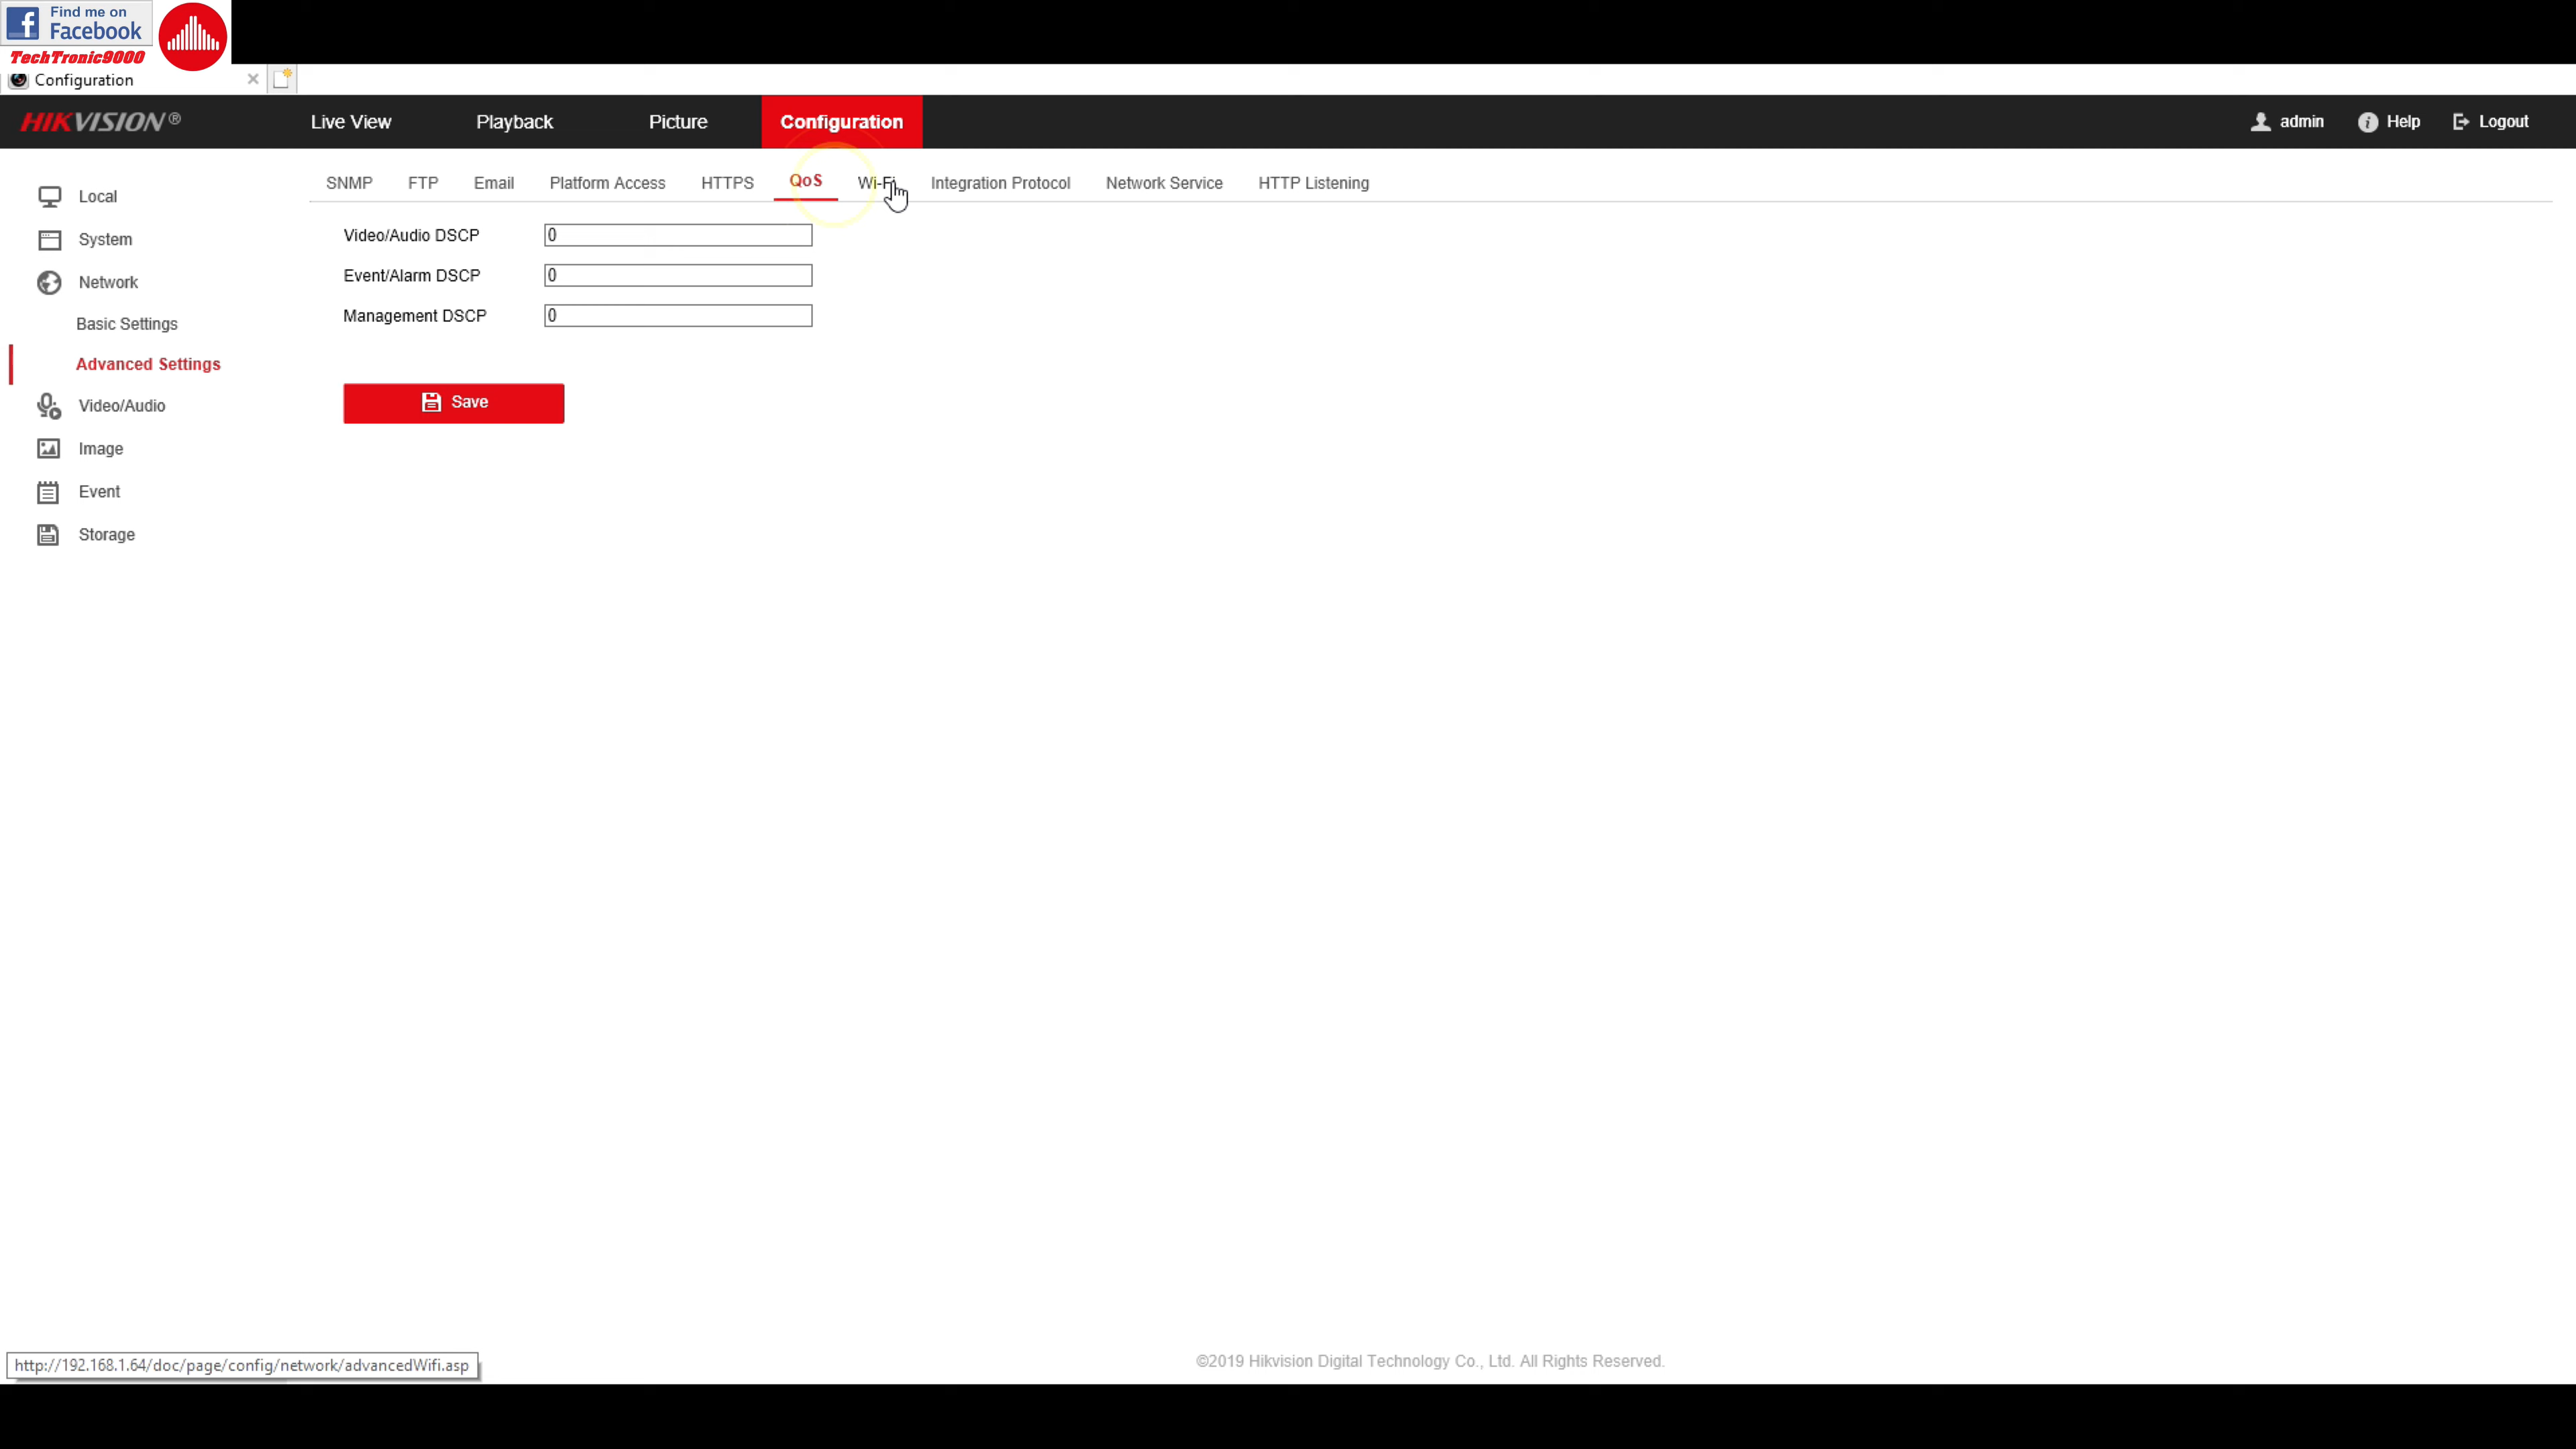 Find me on
Facebook
TechTronic9000
Configuration
HIKVISION®
Live View
Playback
Picture
Configuration
admin
Help
Logout
SNMP
FTP
Email
Platform Access
HTTPS
QoS
Wi-Fi
Integration Protocol
Network Service
HTTP Listening
Local
System
Network
Basic Settings
Advanced Settings
Video/Audio
Image
Event
Storage
Video/Audio DSCP
0
Event/Alarm DSCP
0
Management DSCP
0
Save
©2019 Hikvision Digital Technology Co., Ltd. All Rights Reserved.
http://192.168.1.64/doc/page/config/network/advancedWifi.asp